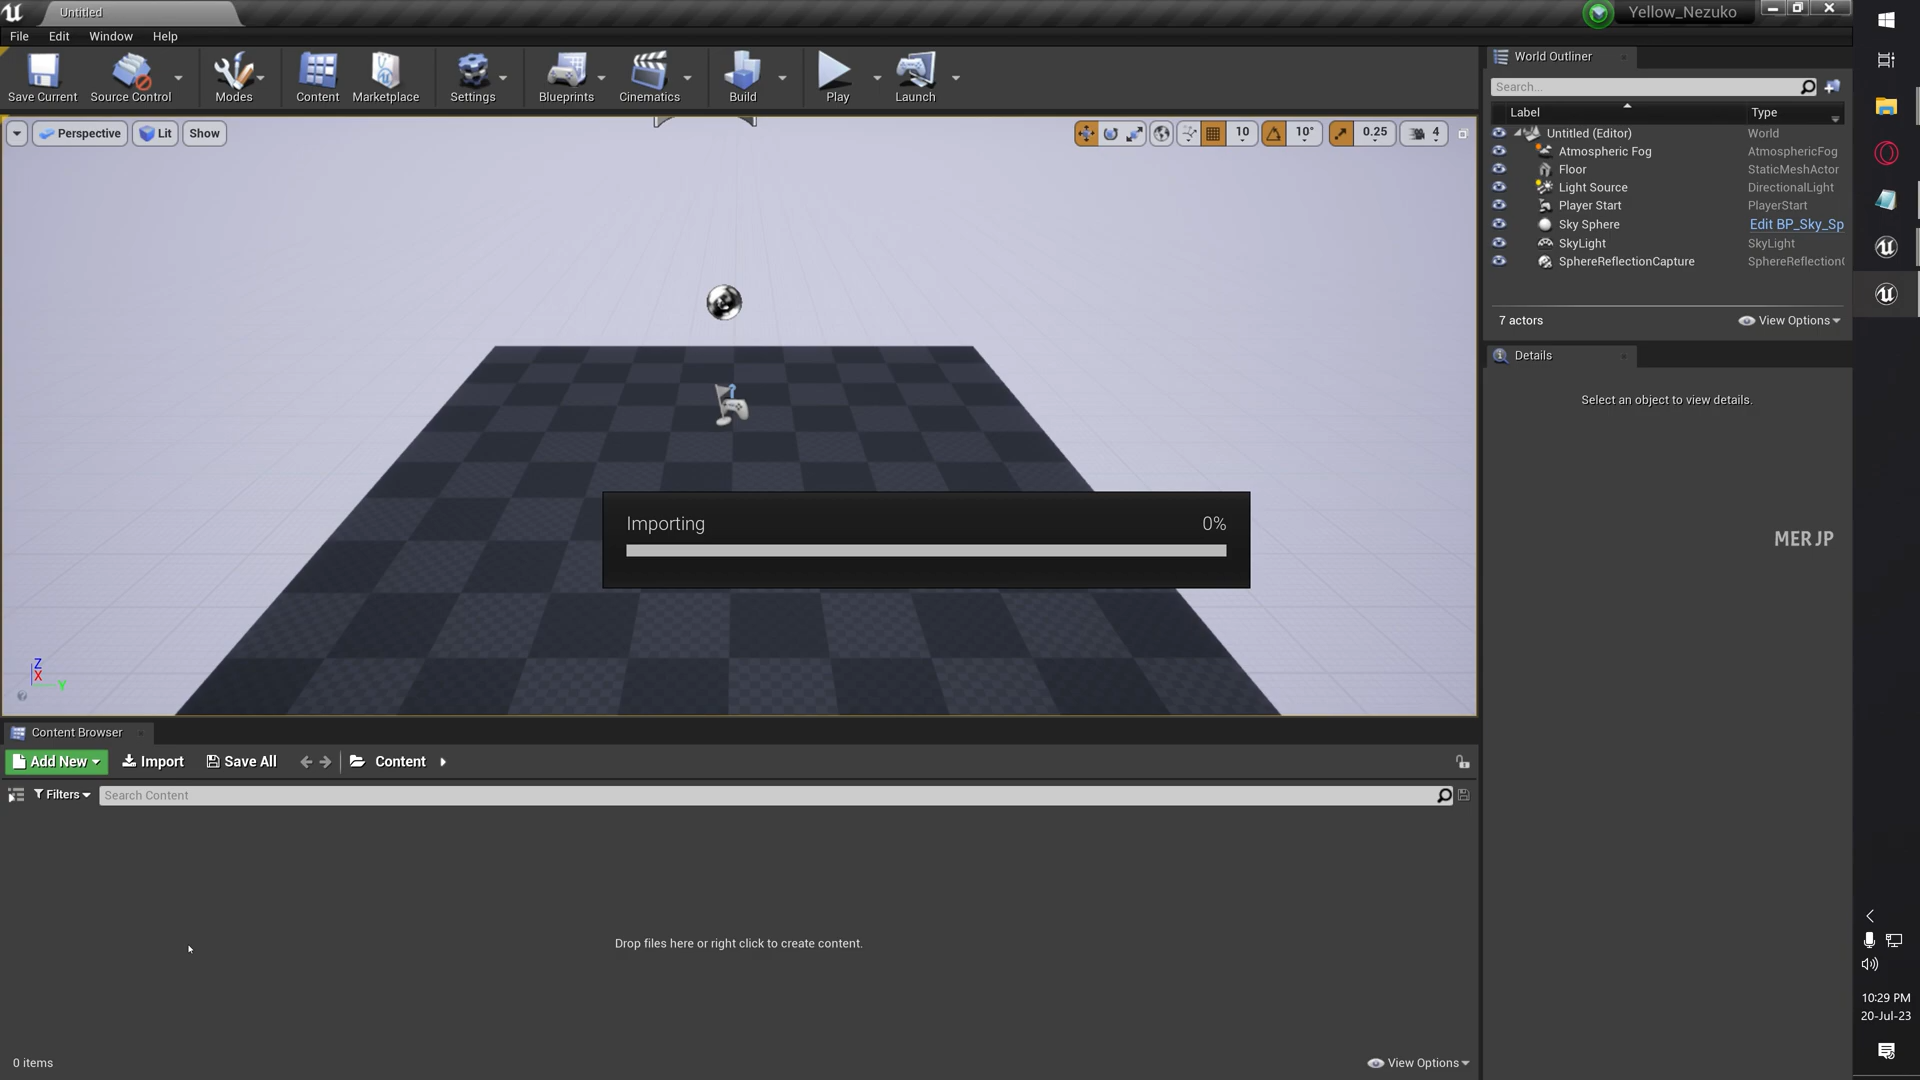 Untitled
Yellow_Nezuko
File Edit Window Help
Save Current Source Control Modes Content Marketplace Settings Blueprints Cinematics Build Play Launch
Perspective Lit Show
10 10° 0.25 4
World Outliner
Search...
Label Type
Untitled (Editor) World
Atmospheric Fog AtmosphericFog
Floor StaticMeshActor
Light Source DirectionalLight
Player Start PlayerStart
Sky Sphere Edit BP_Sky_Sp
SkyLight SkyLight
SphereReflectionCapture SphereReflection
7 actors View Options
Details
Select an object to view details.
MER JP
Importing 0%
Z
X
Y
Content Browser
Add New Import Save All Content
Filters Search Content
Drop files here or right click to create content.
0 items View Options
10:29 PM
20-Jul-23